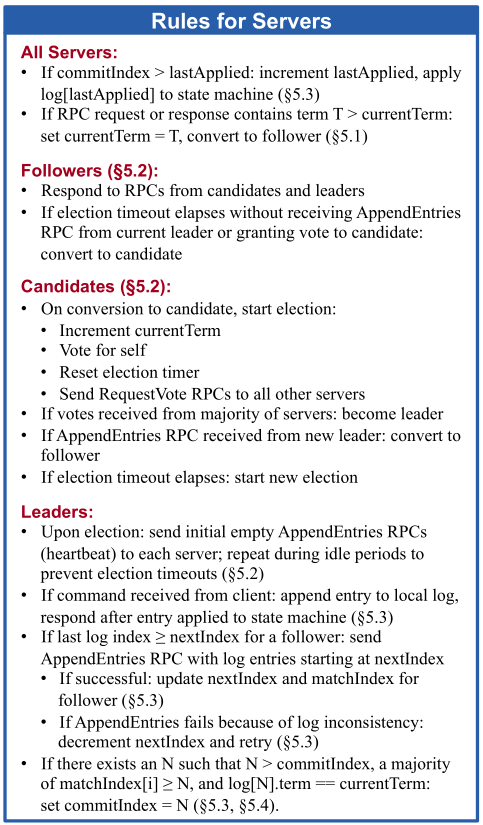 Rules for Servers
All Servers:
• If commitIndex > lastApplied: increment lastApplied, apply
log[lastApplied] to state machine (§5.3)
• If RPC request or response contains term T > currentTerm:
set currentTerm = T, convert to follower (§5.1)
Followers (§5.2):
• Respond to RPCs from candidates and leaders
• If election timeout elapses without receiving AppendEntries
RPC from current leader or granting vote to candidate:
convert to candidate
Candidates (§5.2):
• On conversion to candidate, start election:
• Increment currentTerm
• Vote for self
• Reset election timer
• Send RequestVote RPCs to all other servers
• If votes received from majority of servers: become leader
• If AppendEntries RPC received from new leader: convert to
follower
• If election timeout elapses: start new election
Leaders:
• Upon election: send initial empty AppendEntries RPCs
(heartbeat) to each server; repeat during idle periods to
prevent election timeouts (§5.2)
• If command received from client: append entry to local log,
respond after entry applied to state machine (§5.3)
• If last log index ≥ nextIndex for a follower: send
AppendEntries RPC with log entries starting at nextIndex
• If successful: update nextIndex and matchIndex for
follower (§5.3)
• If AppendEntries fails because of log inconsistency:
decrement nextIndex and retry (§5.3)
• If there exists an N such that N > commitIndex, a majority
of matchIndex[i] ≥ N, and log[N].term == currentTerm:
set commitIndex = N (§5.3, §5.4).